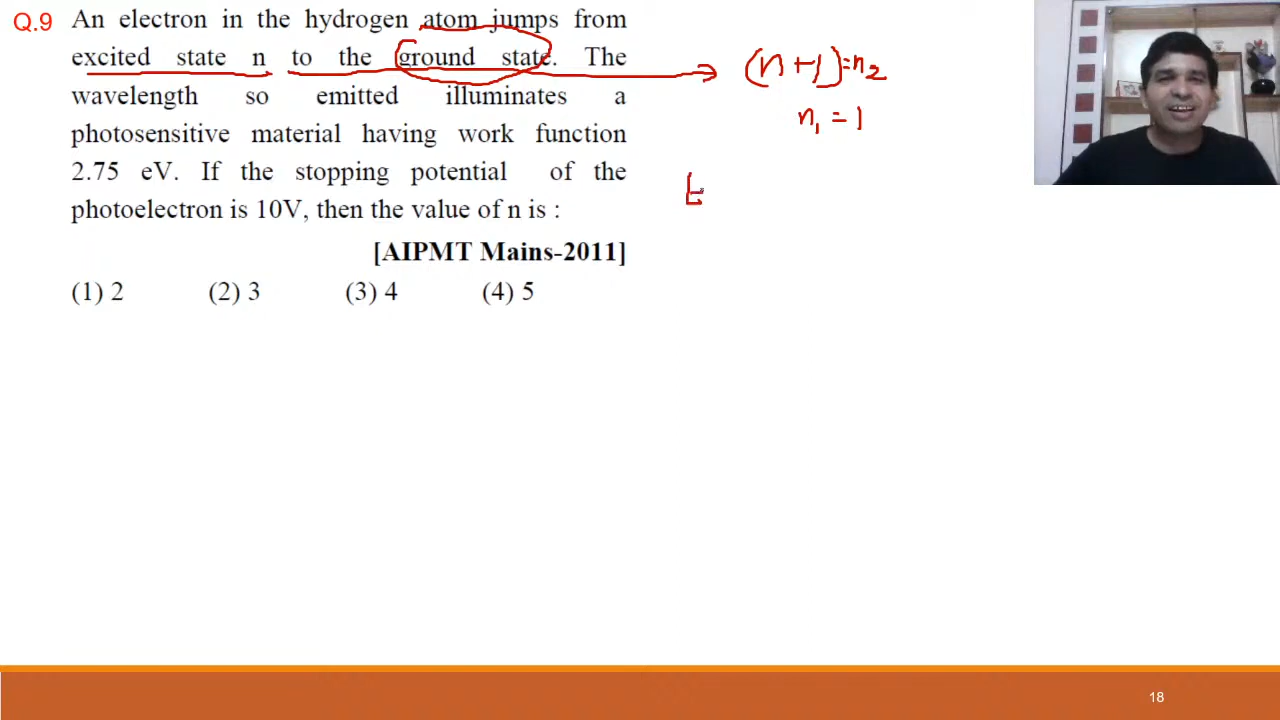 Q.9 An electron in the hydrogen atom jumps from
excited state n to the ground state. The
wavelength so emitted illuminates a
photosensitive material having work function
2.75 eV. If the stopping potential of the
photoelectron is 10V, then the value of n is :
[AIPMT Mains-2011]
(1) 2 (2) 3 (3) 4 (4) 5
(n+1)=n₂
n₁ = 1
18